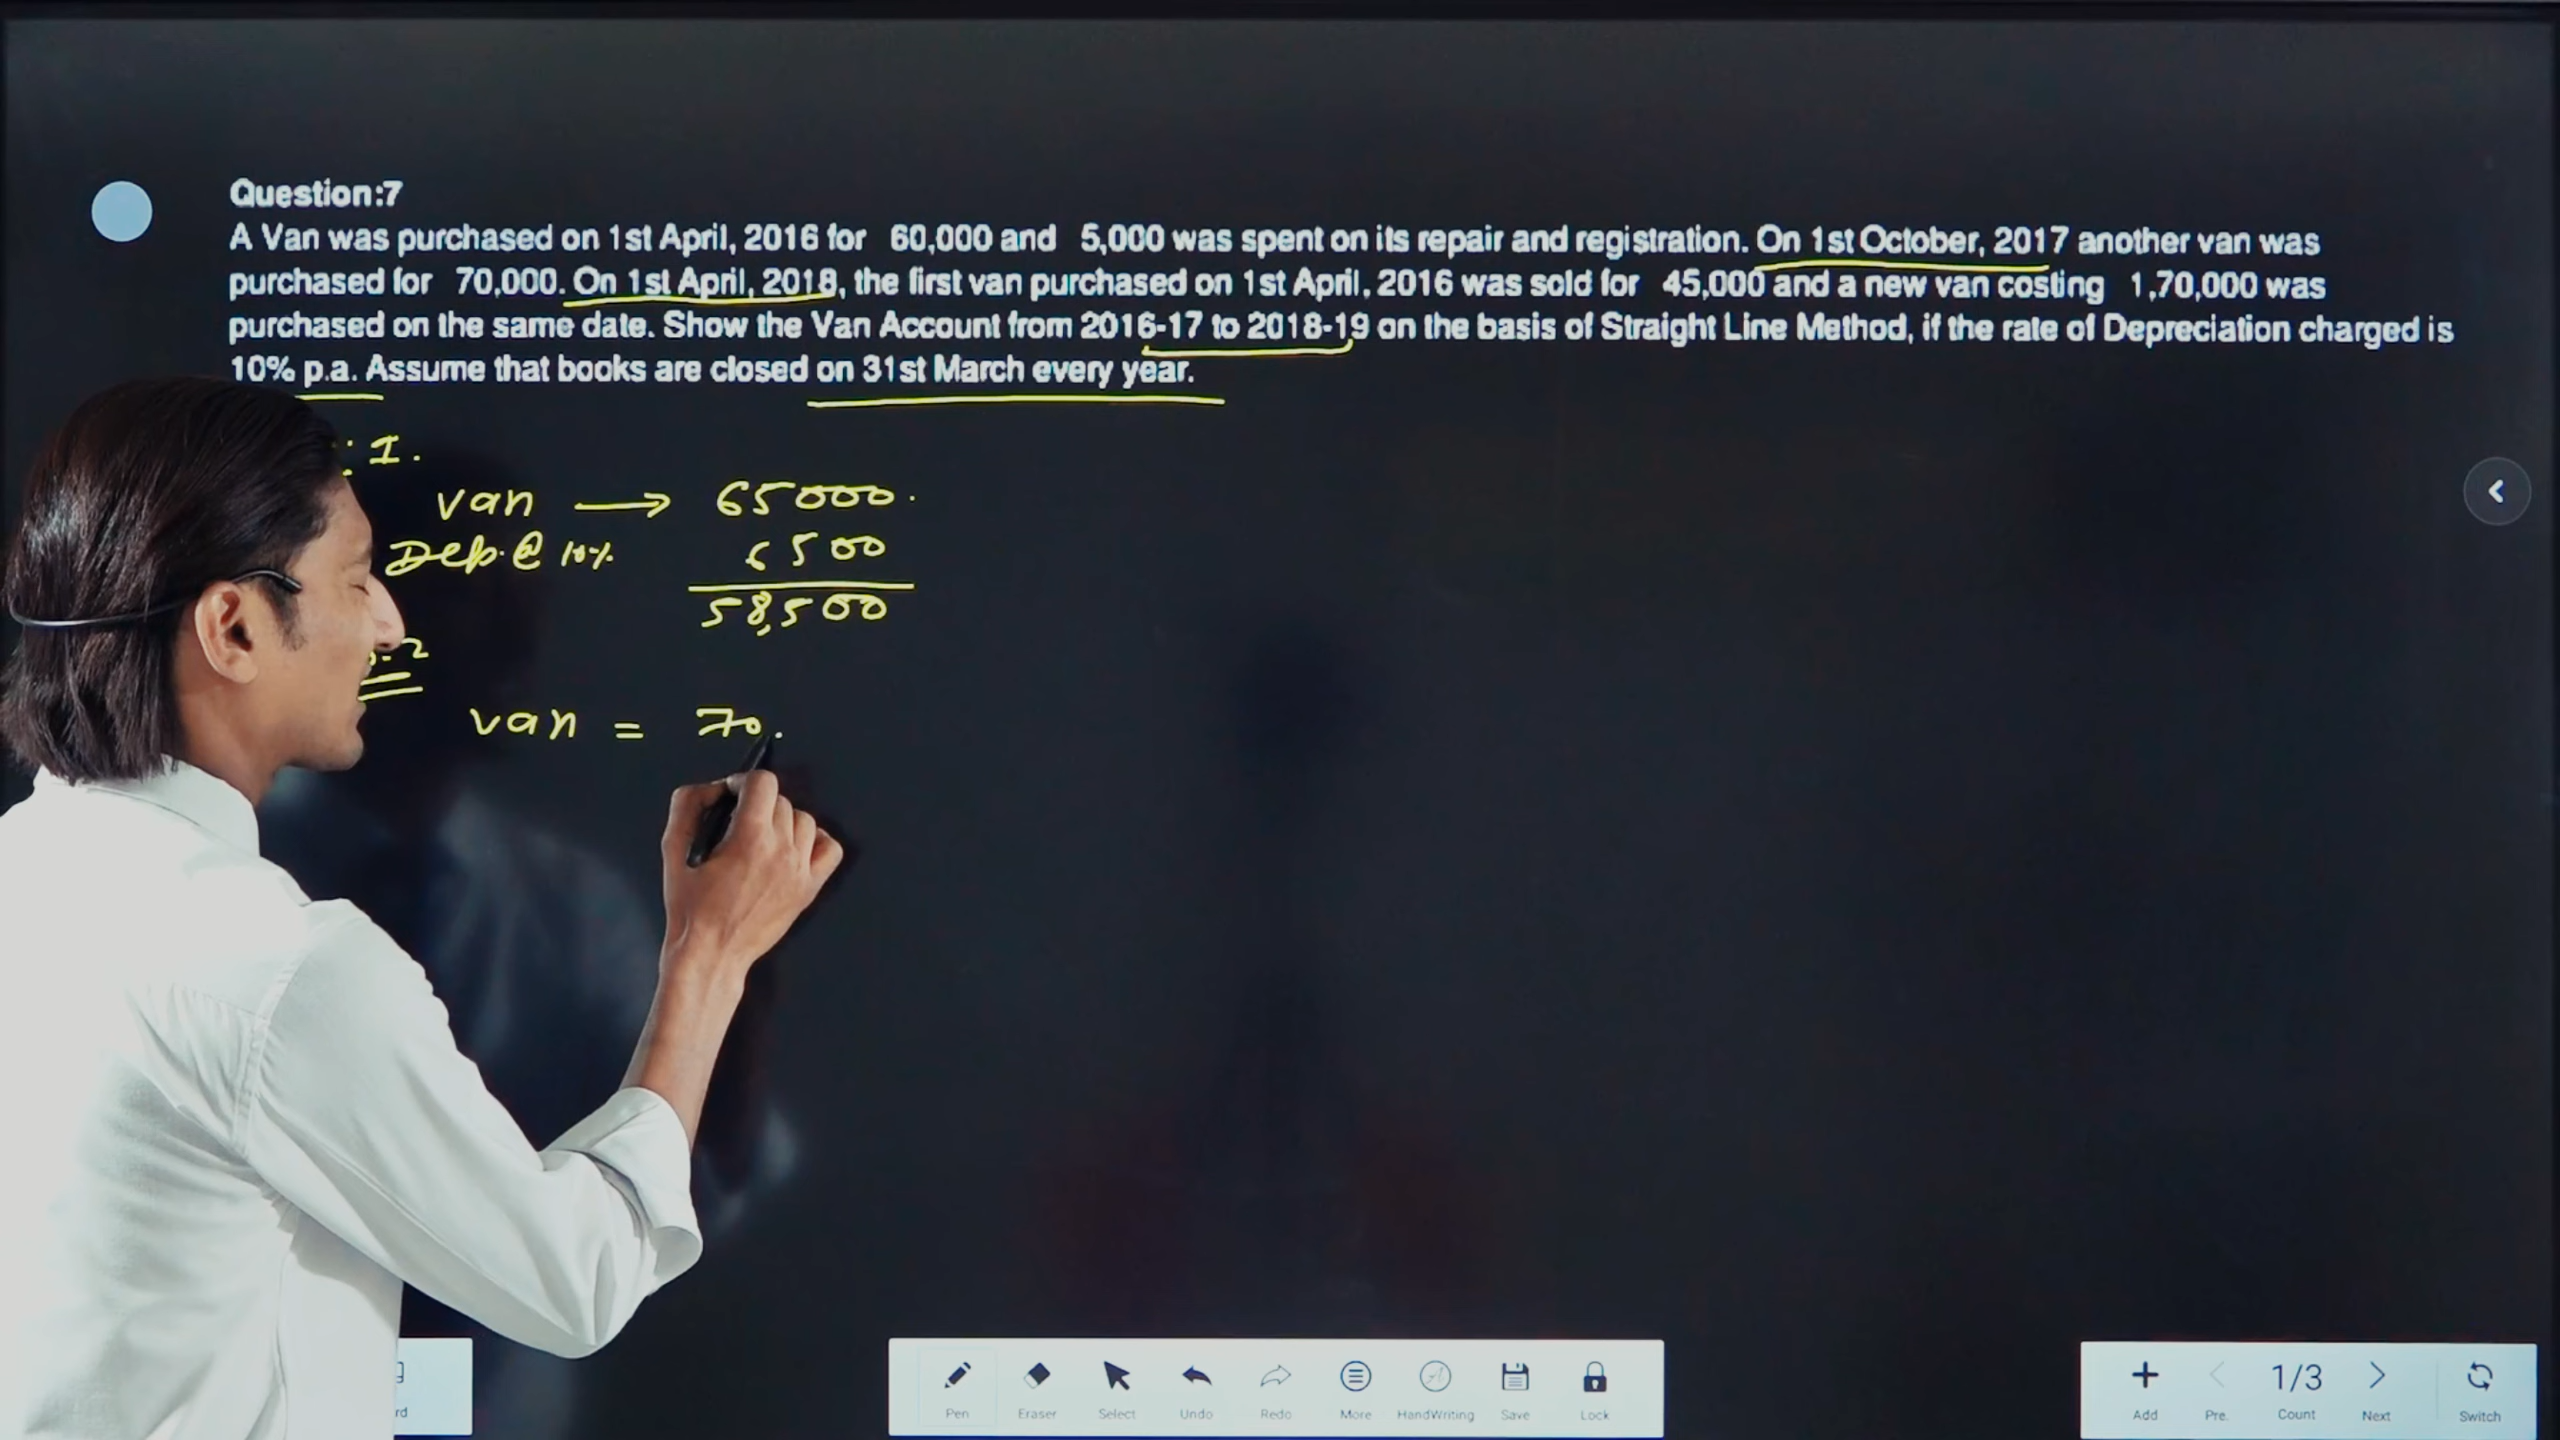 Question:7
A Van was purchased on 1st April, 2016 for 60,000 and 5,000 was spent on its repair and registration. On 1st October, 2017 another van was
purchased for 70,000. On 1st April, 2018, the first van purchased on 1st April, 2016 was sold for 45,000 and a new van costing 1,70,000 was
purchased on the same date. Show the Van Account from 2016-17 to 2018-19 on the basis of Straight Line Method, if the rate of Depreciation charged is
10% p.a. Assume that books are closed on 31st March every year.
: I.
van → 65000.
Dep. @ 10% 6500
58,500
2
van = 70.
rd
Pen Eraser Select Undo Redo More HandWriting Save Lock
1/3
Add Pre. Count Next Switch